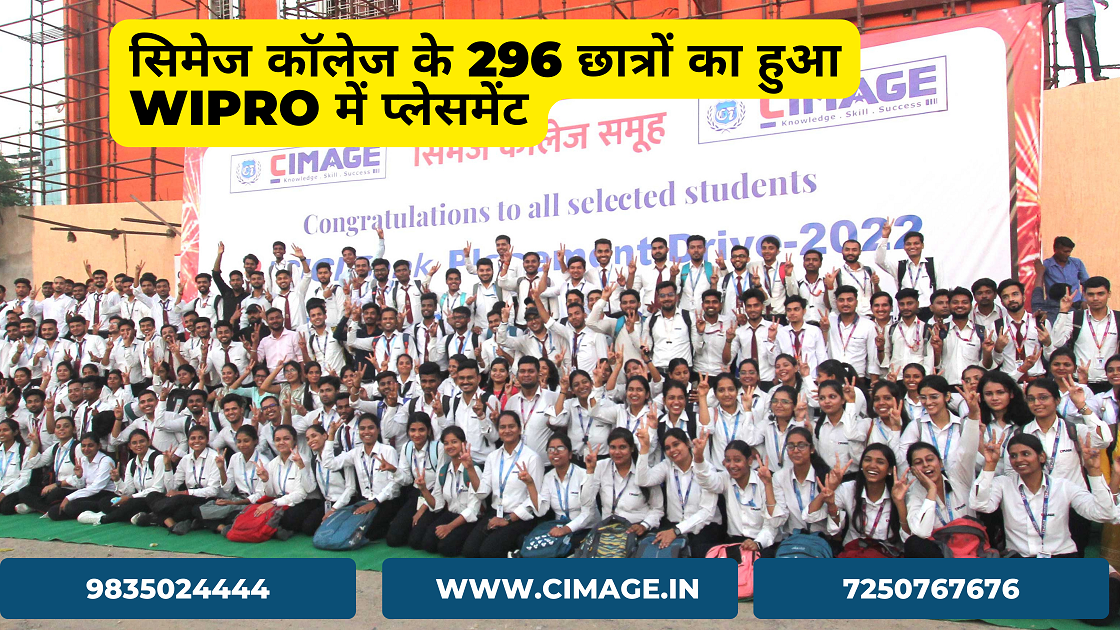 सिमेज कॉलेज के 296 छात्रों का हुआ
WIPRO में प्लेसमेंट
CIMAGE
Knowledge . Skill . Success
सिमेज कॉलेज समूह
CIMAGE
Knowledge . Skill . Success
Congratulations to all selected students
Placement Drive-2022
9835024444
WWW.CIMAGE.IN
7250767676